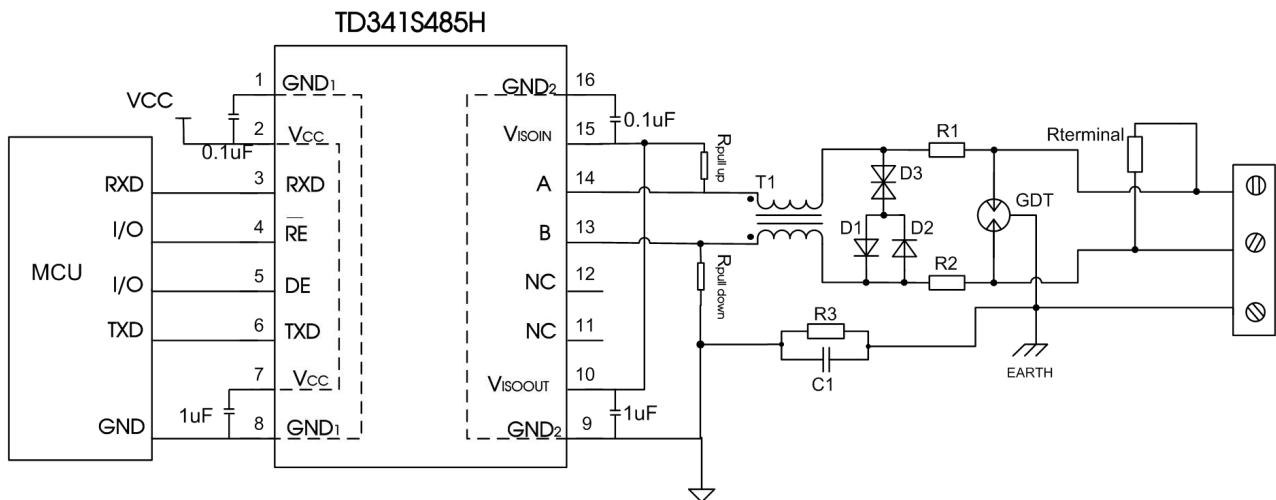 TD341S485H
1 GND1 GND2 16
VCC 0.1uF
2 VCC VISOIN 15
0.1uF
Rpull up
R1
Rterminal
RXD 3 RXD A 14
T1
D3
GDT
I/O 4 RE B 13
D1 D2
MCU
I/O 5 DE NC 12
R2
Rpull down
TXD 6 TXD NC 11
R3
7 VCC VISOOUT 10
C1
EARTH
1uF 1uF
GND 8 GND1 GND2 9